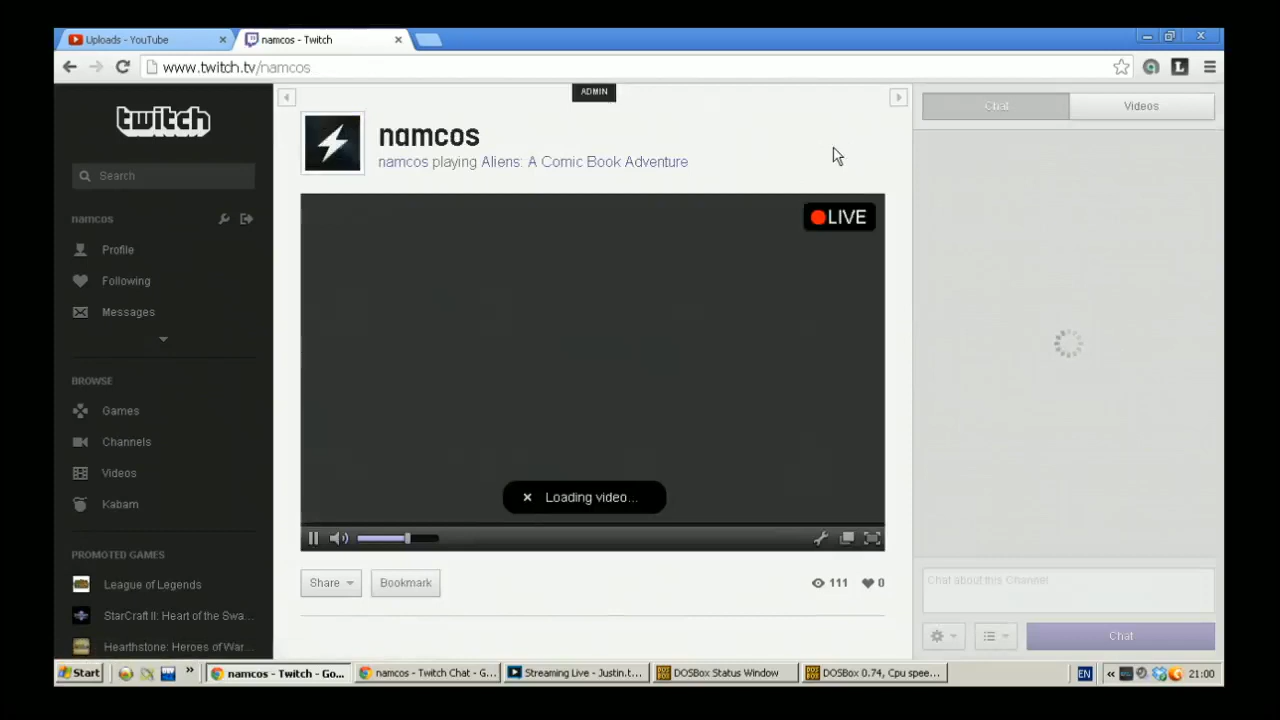 Uploads - YouTube
namcos - Twitch
www.twitch.tv/namcos
twitch
Search
namcos
Profile
Following
Messages
BROWSE
Games
Channels
Videos
Kabam
PROMOTED GAMES
League of Legends
StarCraft II: Heart of the Swa...
Hearthstone: Heroes of War...
ADMIN
namcos
namcos playing Aliens: A Comic Book Adventure
LIVE
Loading video...
Share
Bookmark
111
0
Chat
Videos
Chat about this Channel
Chat
Start
»
namcos - Twitch - Go...
namcos - Twitch Chat - G...
Streaming Live - Justin.t...
DOSBox Status Window
DOSBox 0.74, Cpu spee...
EN
«
21:00